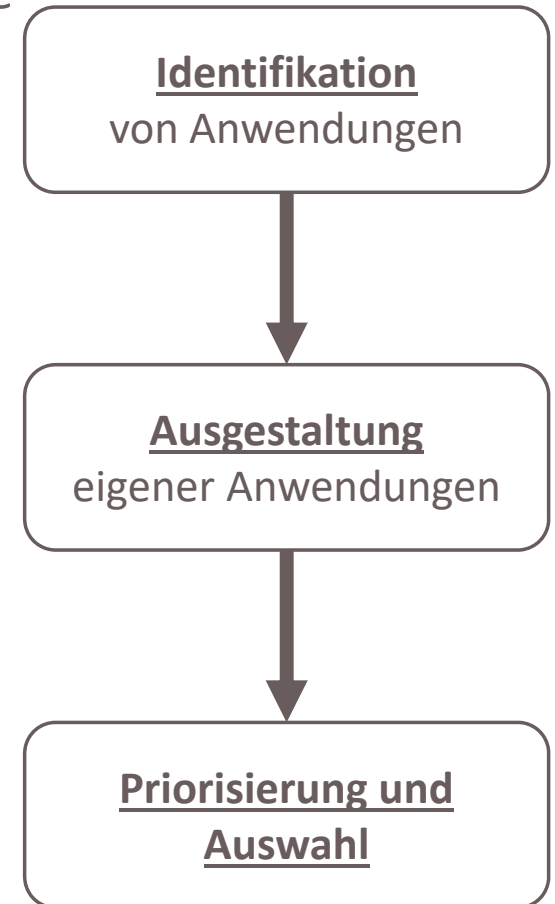 Identifikation
von Anwendungen
Ausgestaltung
eigener Anwendungen
Priorisierung und
Auswahl